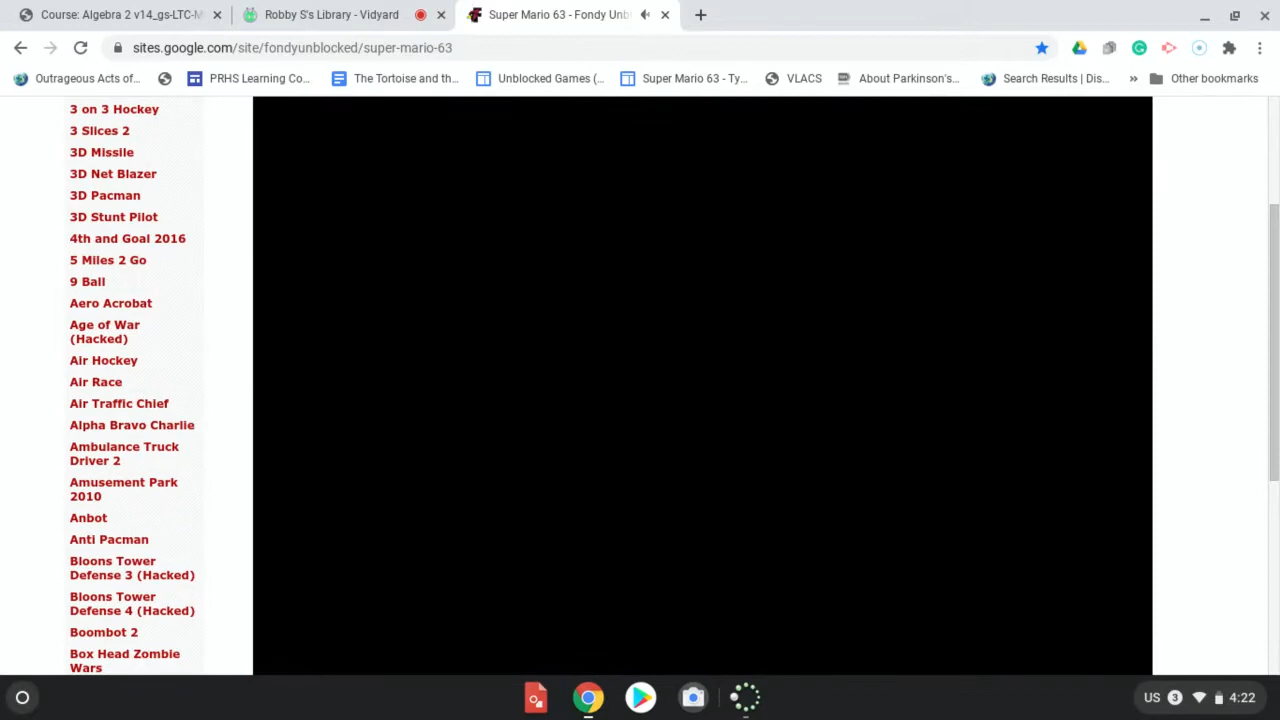 Course: Algebra 2 v14_gs-LTC-M
Robby S's Library - Vidyard
Super Mario 63 - Fondy Unb
sites.google.com/site/fondyunblocked/super-mario-63
Outrageous Acts of...
PRHS Learning Co...
The Tortoise and th...
Unblocked Games (...
Super Mario 63 - Ty...
VLACS
About Parkinson's...
Search Results | Dis...
»
Other bookmarks
3 on 3 Hockey
3 Slices 2
3D Missile
3D Net Blazer
3D Pacman
3D Stunt Pilot
4th and Goal 2016
5 Miles 2 Go
9 Ball
Aero Acrobat
Age of War
(Hacked)
Air Hockey
Air Race
Air Traffic Chief
Alpha Bravo Charlie
Ambulance Truck
Driver 2
Amusement Park
2010
Anbot
Anti Pacman
Bloons Tower
Defense 3 (Hacked)
Bloons Tower
Defense 4 (Hacked)
Boombot 2
Box Head Zombie
Wars
US 3 4:22